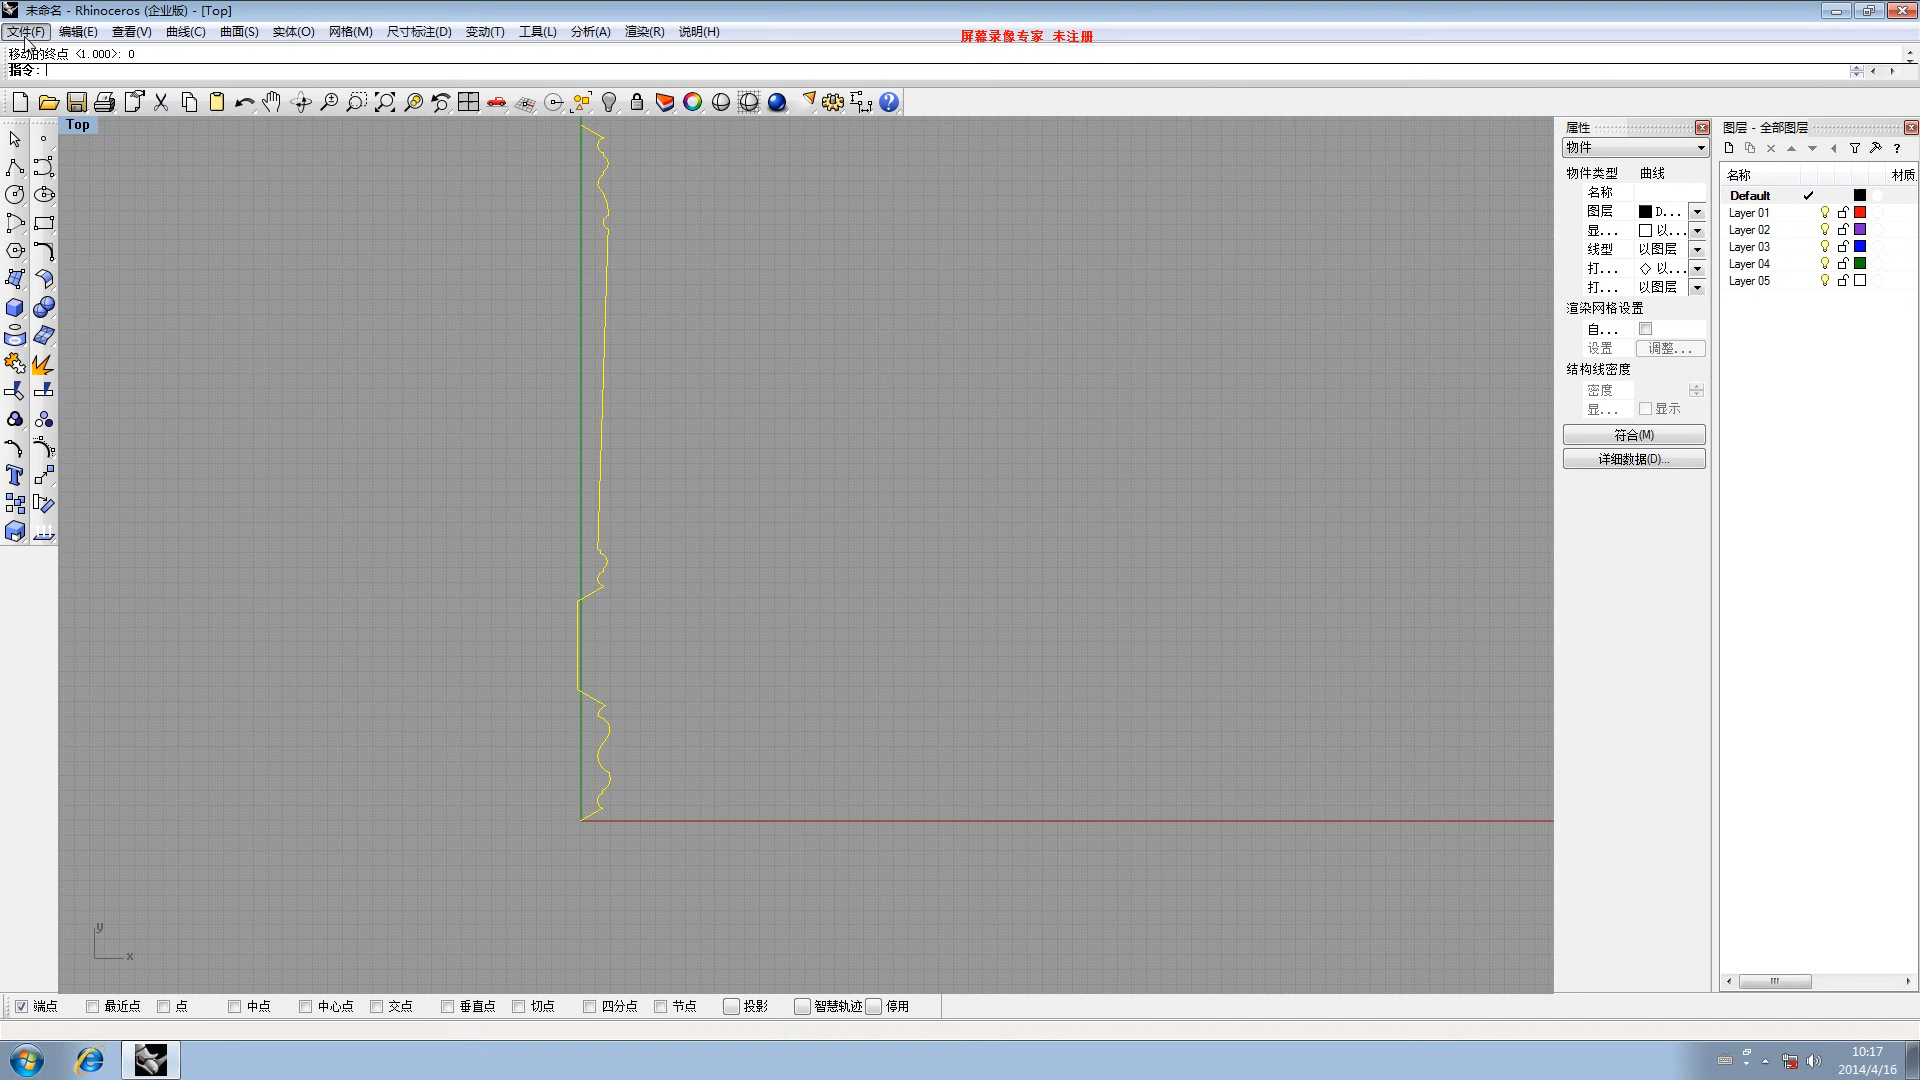 未命名 - Rhinoceros (企业版) - [Top]
文件(F) 编辑(E) 查看(V) 曲线(C) 曲面(S) 实体(O) 网格(M) 尺寸标注(D) 变动(T) 工具(L) 分析(A) 渲染(R) 说明(H)
屏幕录像专家 未注册
移动的终点 <1.000>: 0
指令:
Top
属性
物件
物件类型 曲线
名称
图层 D...
显... 以...
线型 以图层
打... 以...
打... 以图层
渲染网格设置
自...
设置 调整...
结构线密度
密度
显... 显示
符合(M)
详细数据(D)...
图层 - 全部图层
名称 材质
Default
Layer 01
Layer 02
Layer 03
Layer 04
Layer 05
y
x
端点 最近点 点 中点 中心点 交点 垂直点 切点 四分点 节点 投影 智慧轨迹 停用
10:17
2014/4/16